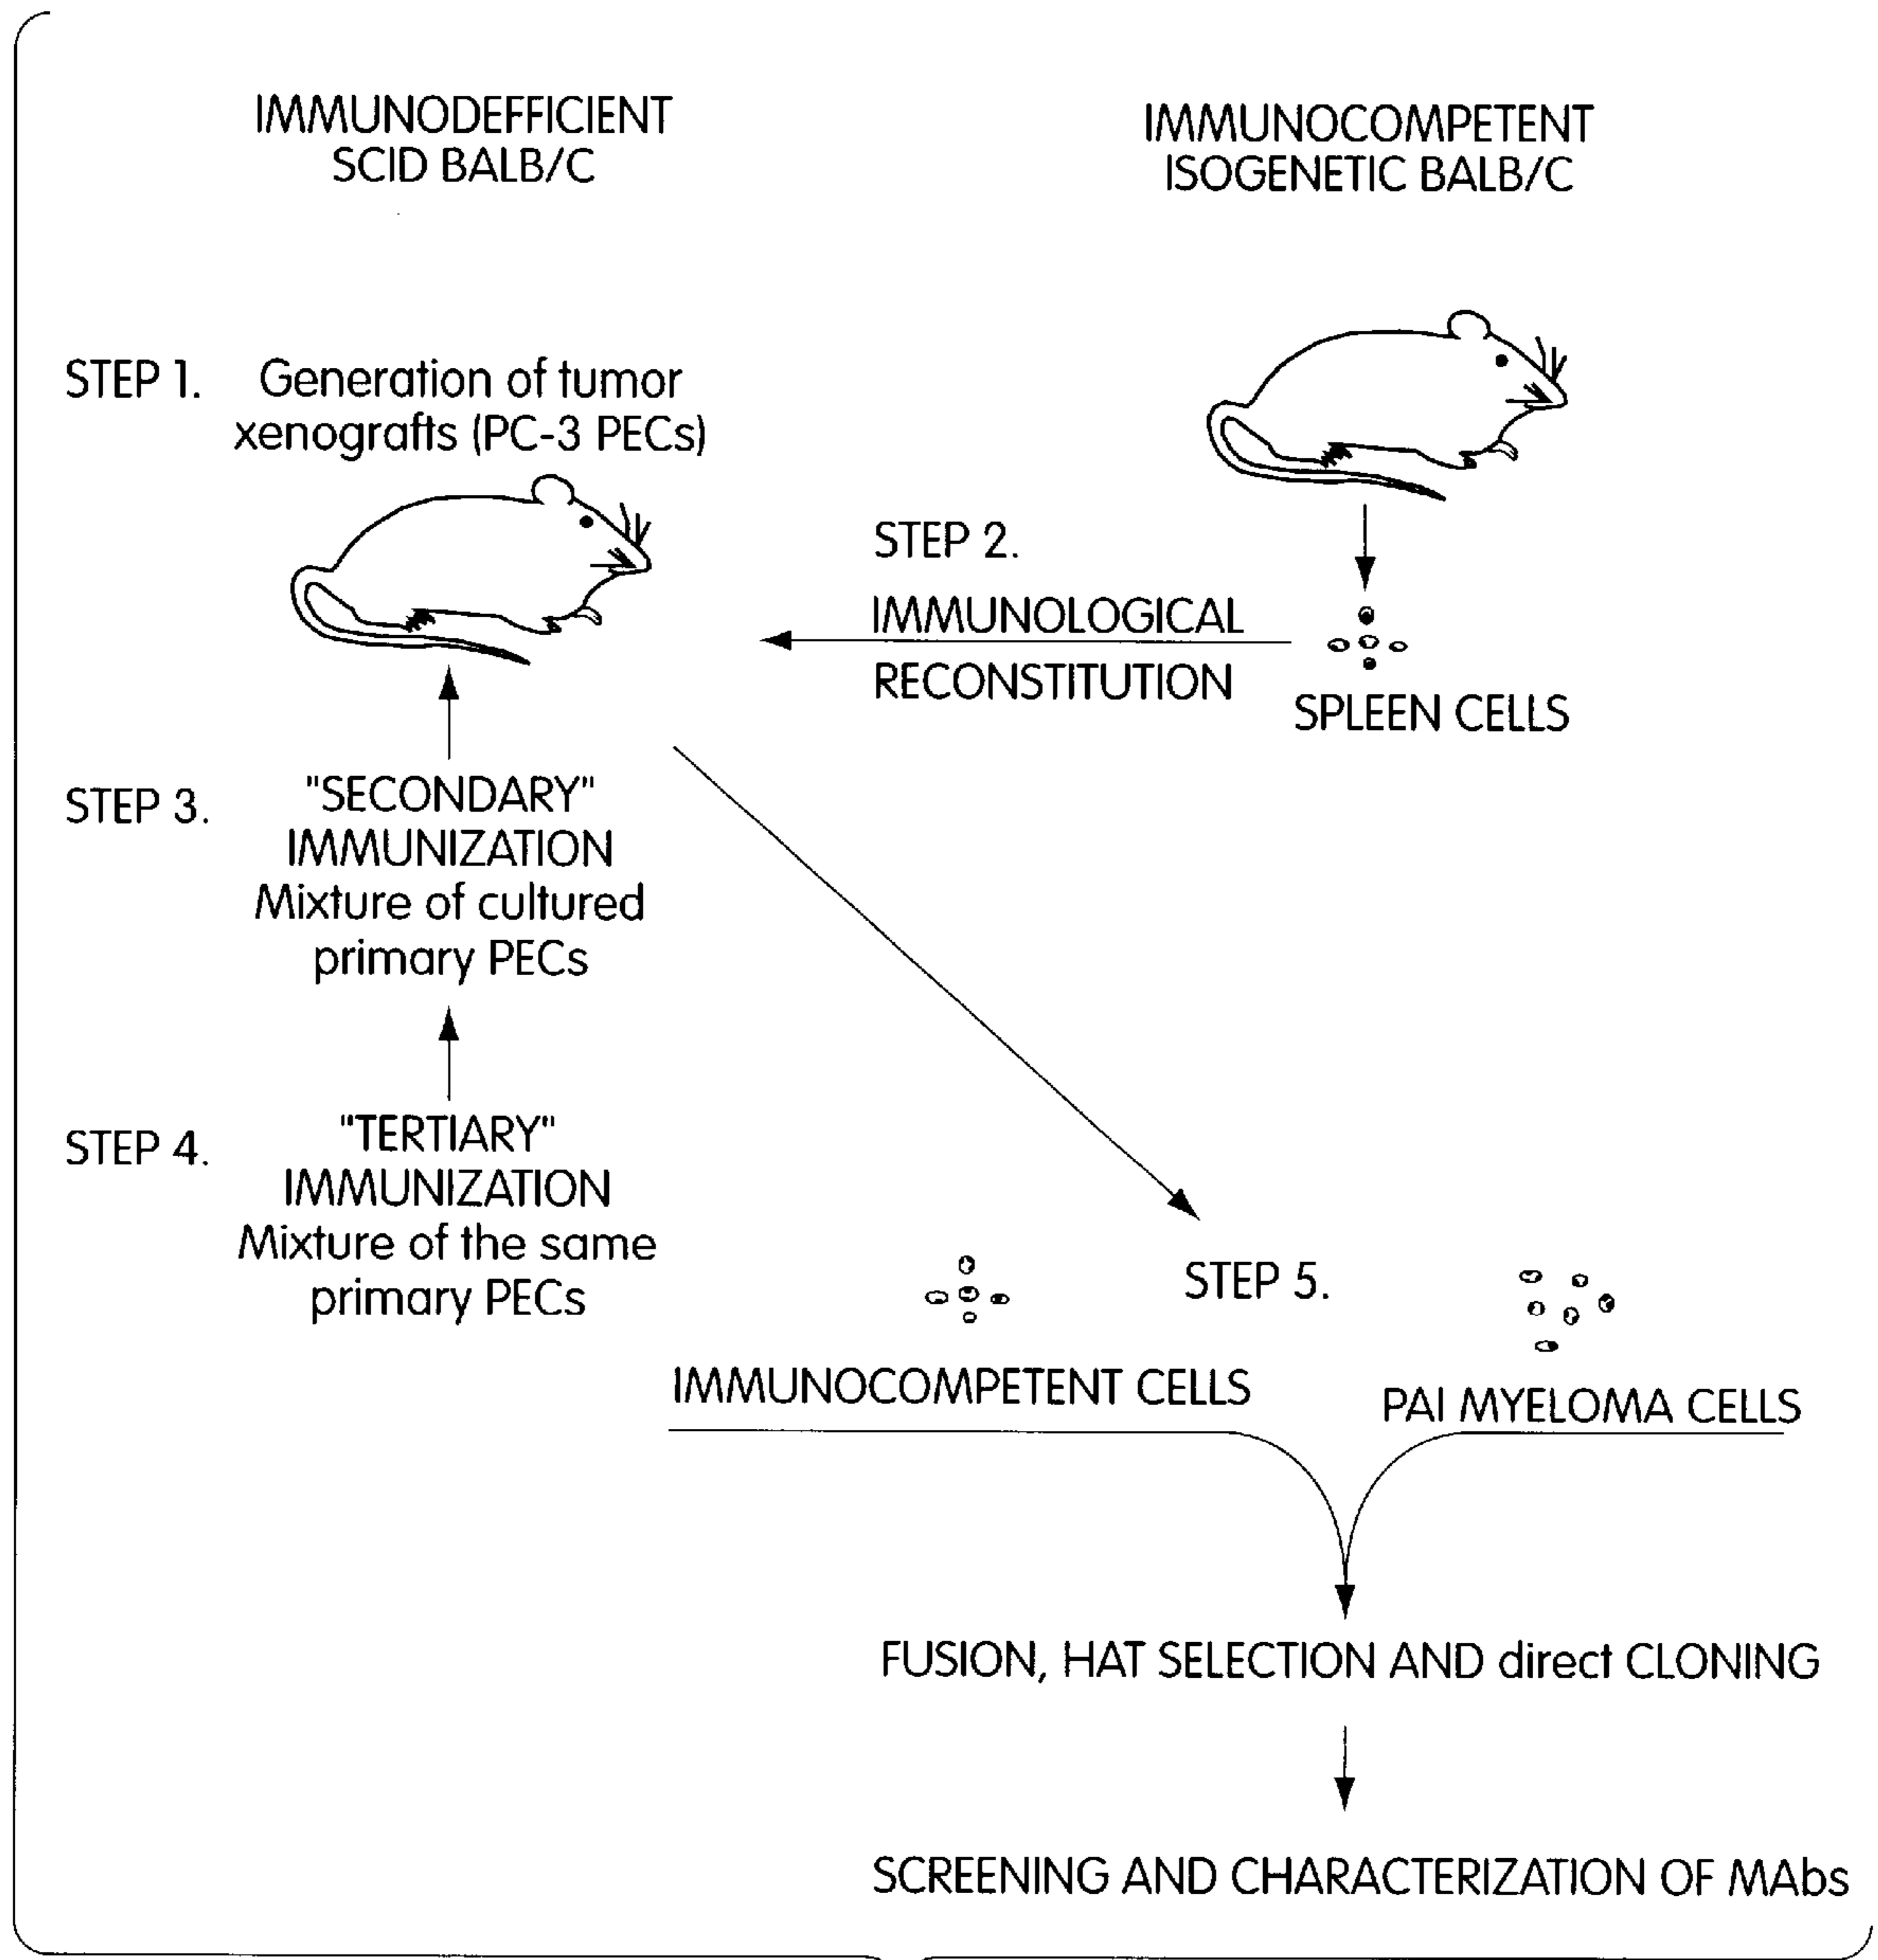 IMMUNODEFFICIENT
SCID BALB/C
IMMUNOCOMPETENT
ISOGENETIC BALB/C
STEP 1. Generation of tumor
xenografts (PC-3 PECs)
STEP 2.
IMMUNOLOGICAL
RECONSTITUTION
SPLEEN CELLS
STEP 3. "SECONDARY"
IMMUNIZATION
Mixture of cultured
primary PECs
STEP 4. "TERTIARY"
IMMUNIZATION
Mixture of the same
primary PECs
STEP 5.
IMMUNOCOMPETENT CELLS
PAI MYELOMA CELLS
FUSION, HAT SELECTION AND direct CLONING
SCREENING AND CHARACTERIZATION OF MAbs